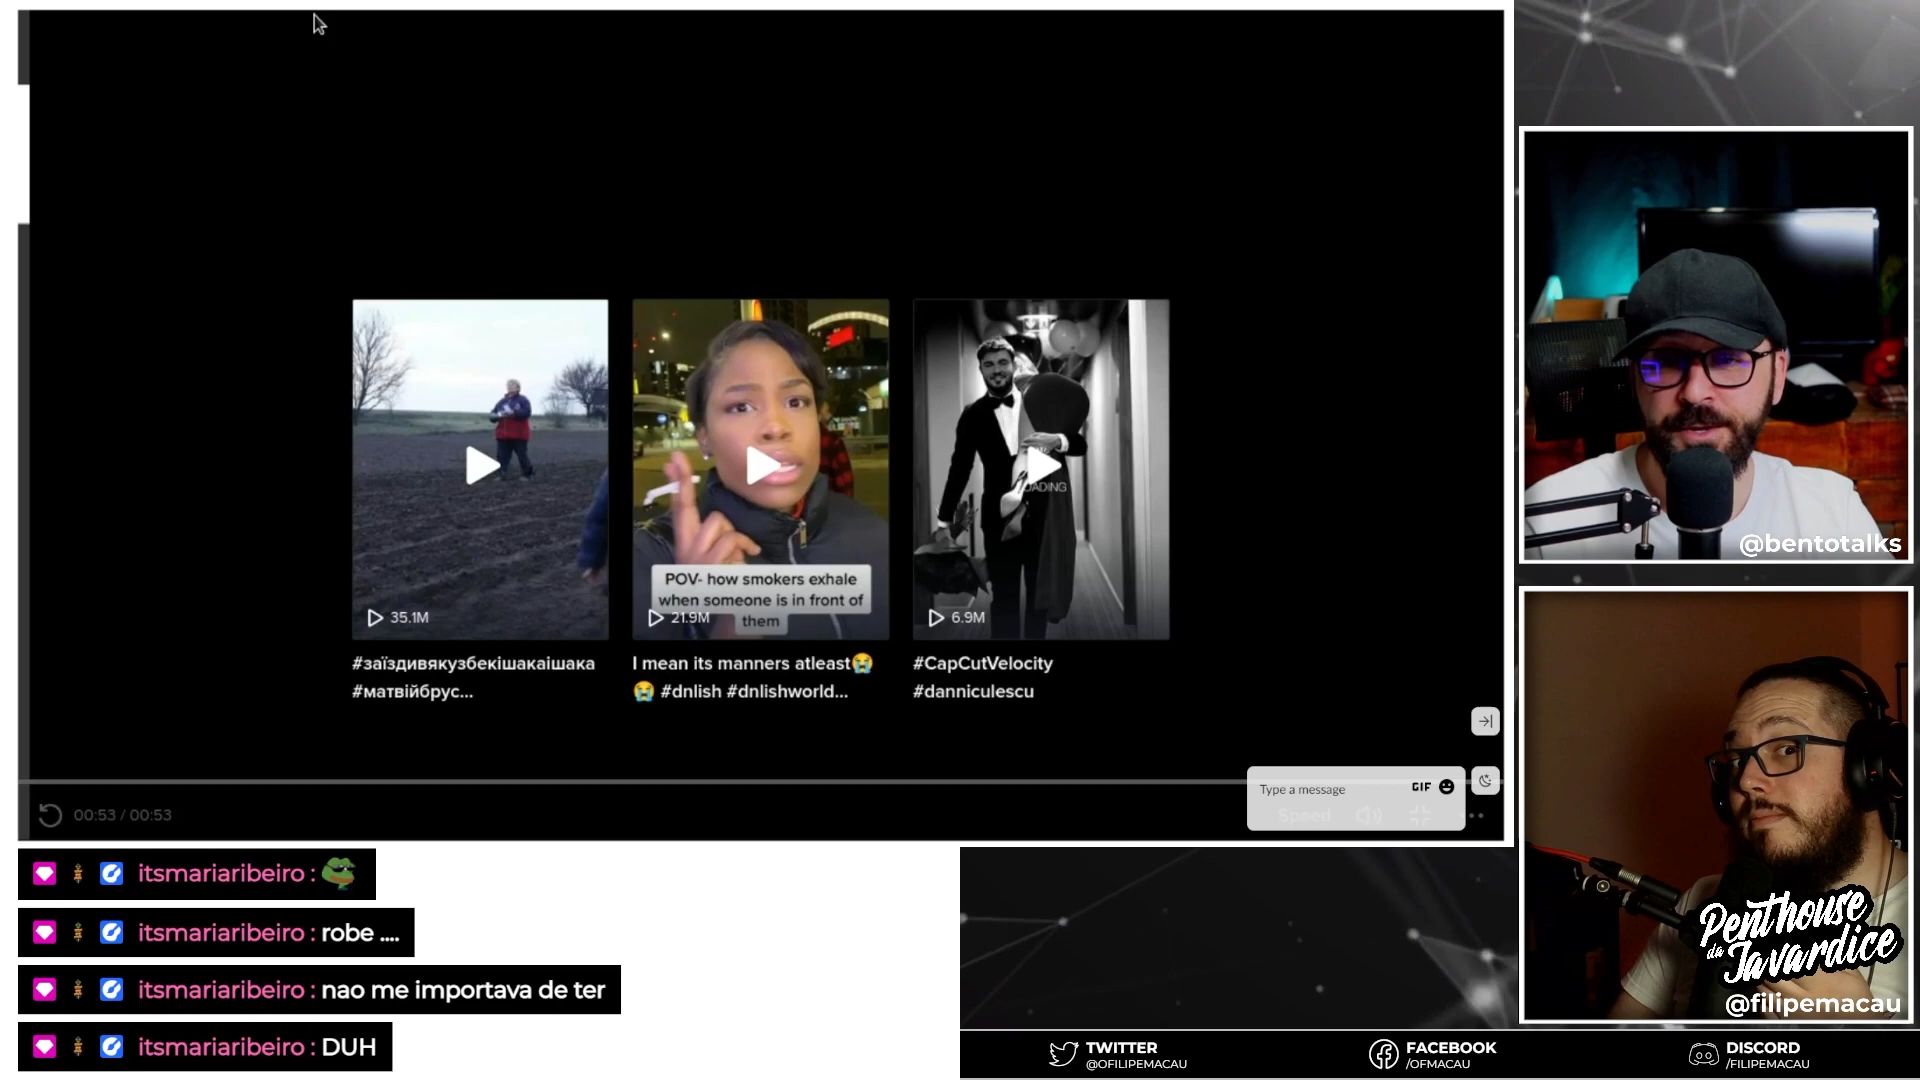 POV- how smokers exhale
when someone is in front of
them
35.1M
21.9M
6.9M
ADING
#заїздивякузбекішакаішака
#матвійбрус...
I mean its manners atleast😭
😭 #dnlish #dnlishworld...
#CapCutVelocity
#danniculescu
Type a message
GIF
Speed
00:53 / 00:53
itsmariaribeiro :
itsmariaribeiro : robe ....
itsmariaribeiro : nao me importava de ter
itsmariaribeiro : DUH
@bentotalks
Penthouse
da Javardice
@filipemacau
TWITTER
@OFILIPEMACAU
FACEBOOK
/OFMACAU
DISCORD
/FILIPEMACAU